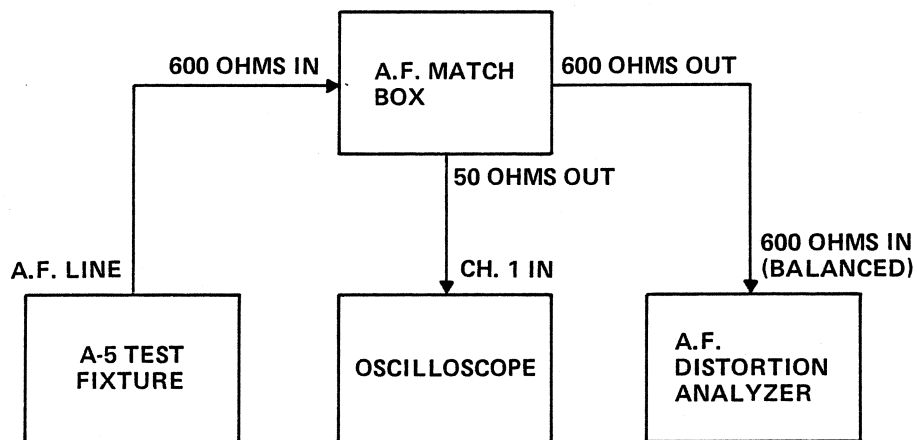 600 OHMS IN
A.F. MATCH
BOX
600 OHMS OUT
50 OHMS OUT
A.F. LINE
CH. 1 IN
600 OHMS IN
(BALANCED)
A-5 TEST
FIXTURE
OSCILLOSCOPE
A.F.
DISTORTION
ANALYZER